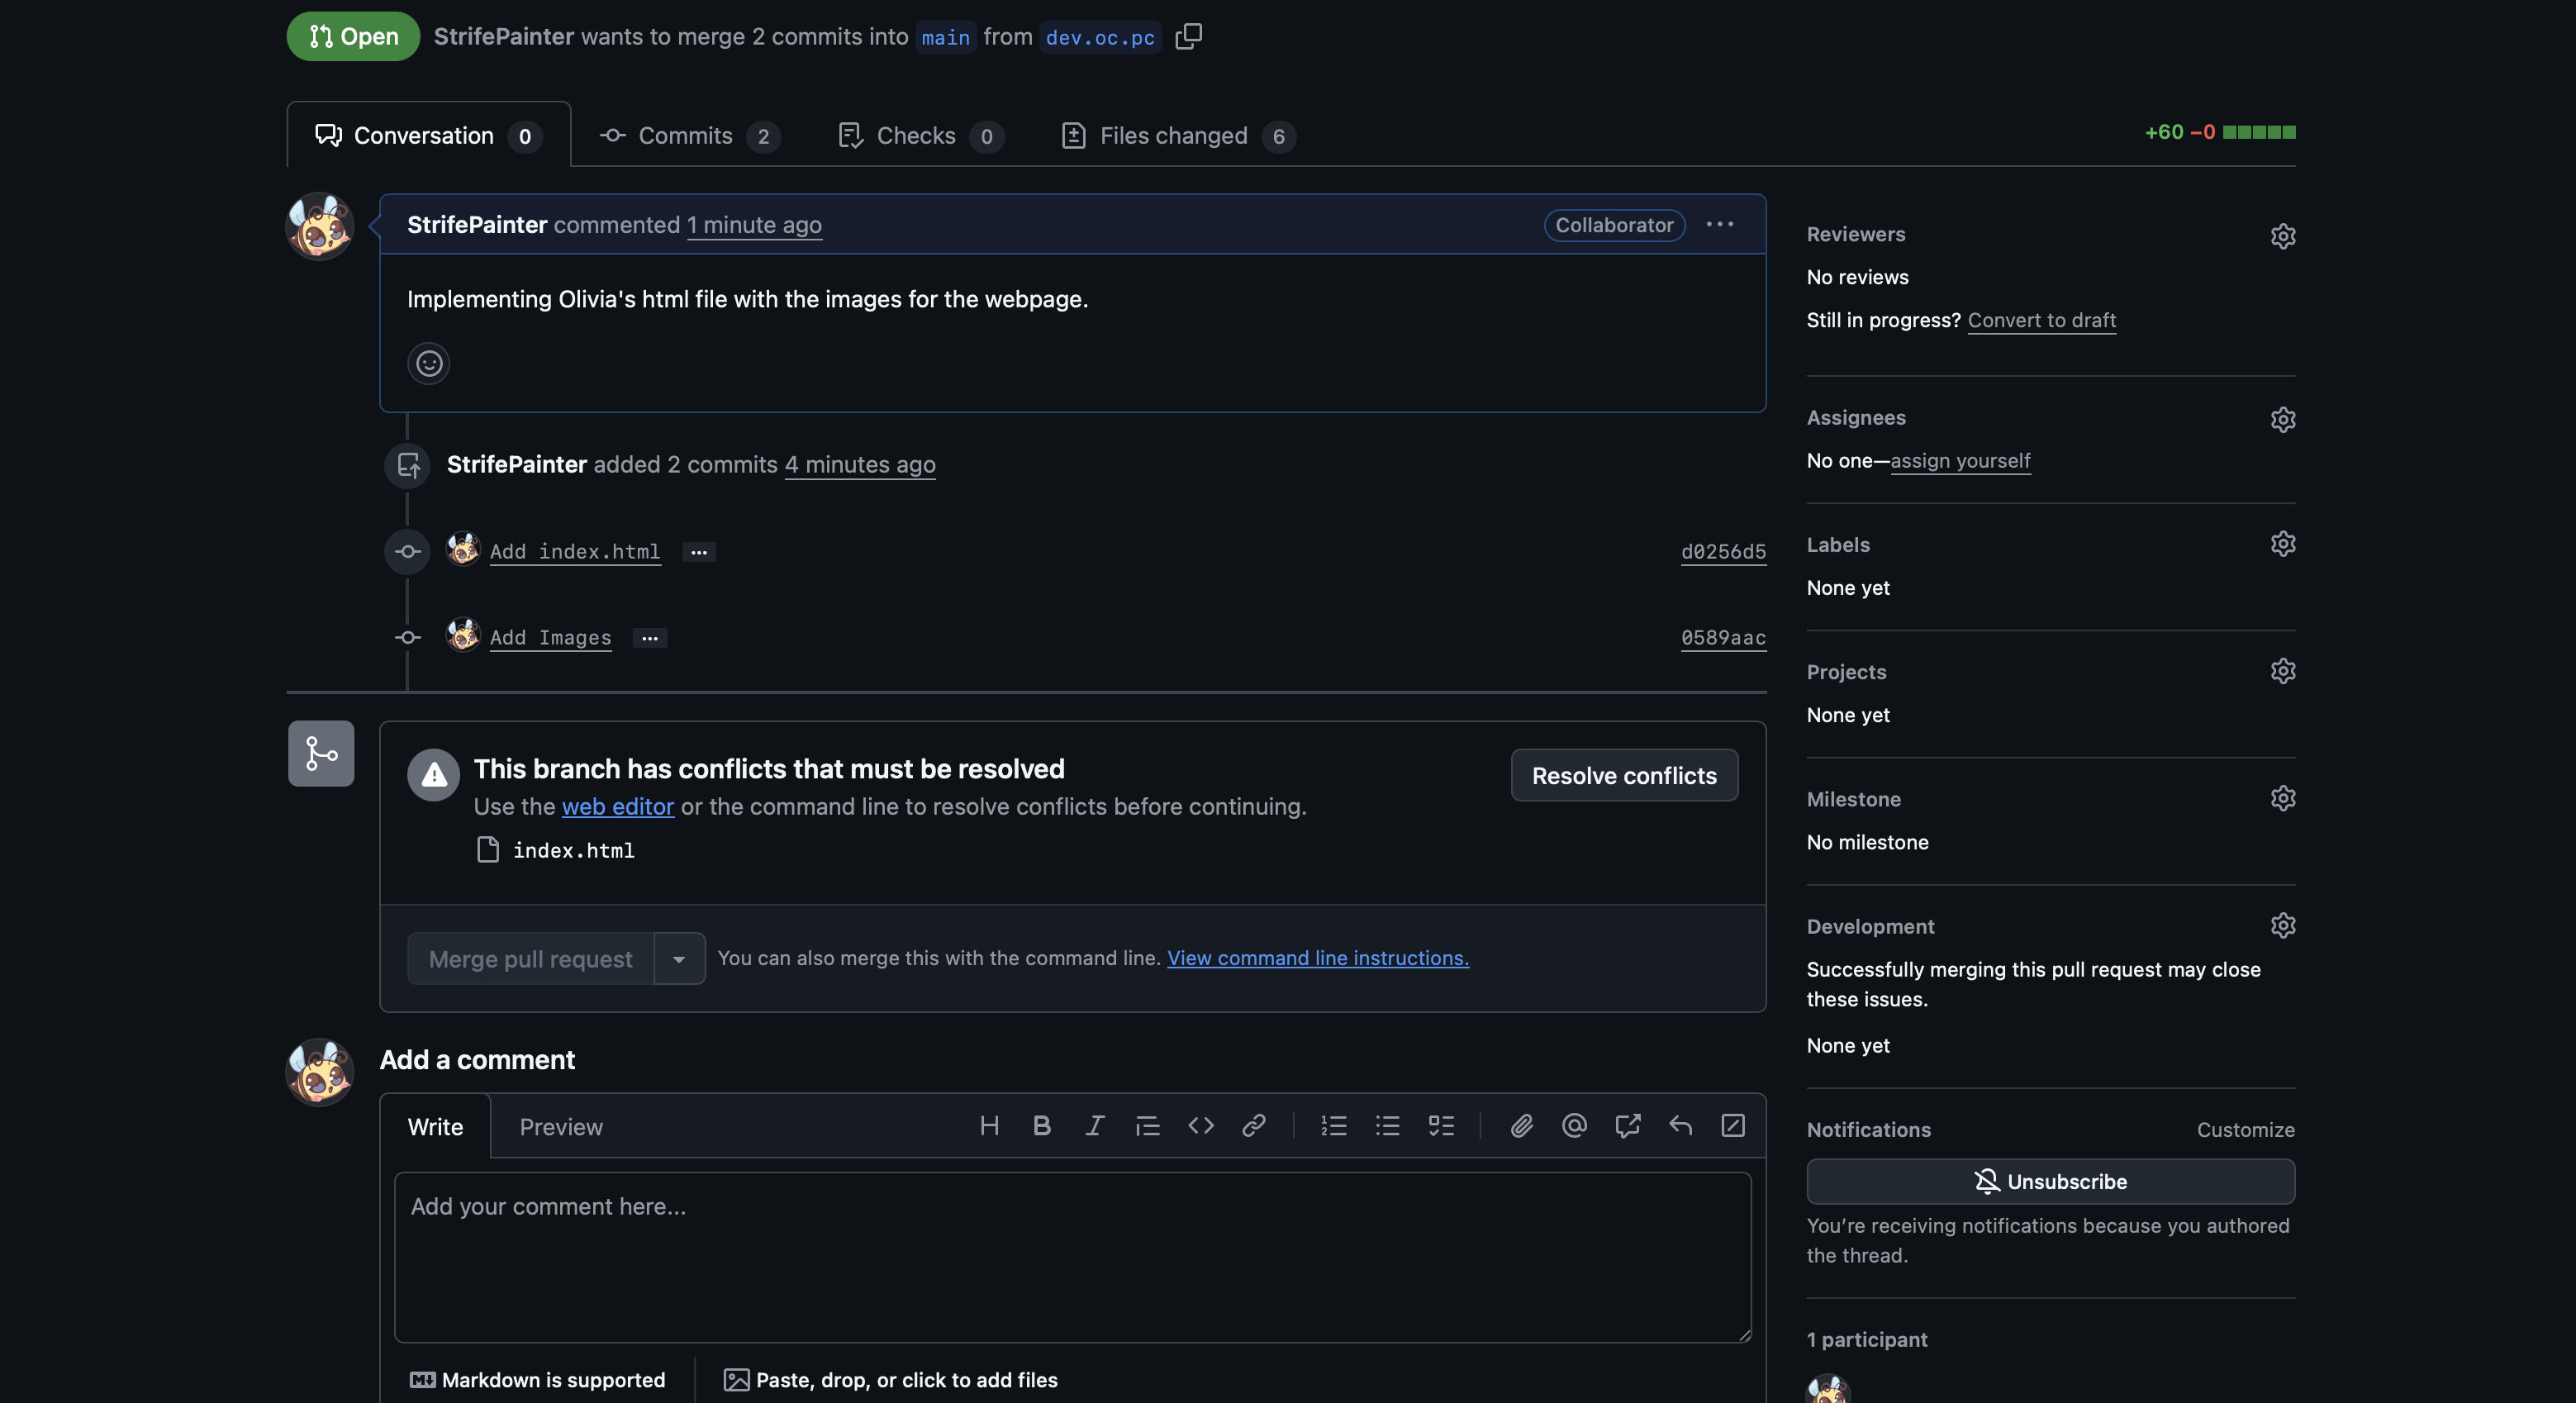 Open StrifePainter wants to merge 2 commits into main from dev.oc.pc
Conversation 0 Commits 2 Checks 0 Files changed 6
+60 −0
StrifePainter commented 1 minute ago Collaborator
Implementing Olivia's html file with the images for the webpage.
StrifePainter added 2 commits 4 minutes ago
Add index.html ... d0256d5
Add Images ... 0589aac
This branch has conflicts that must be resolved
Resolve conflicts
Use the web editor or the command line to resolve conflicts before continuing.
index.html
Merge pull request You can also merge this with the command line. View command line instructions.
Add a comment
Write Preview
Add your comment here...
Markdown is supported Paste, drop, or click to add files
Reviewers
No reviews
Still in progress? Convert to draft
Assignees
No one—assign yourself
Labels
None yet
Projects
None yet
Milestone
No milestone
Development
Successfully merging this pull request may close
these issues.
None yet
Notifications Customize
Unsubscribe
You’re receiving notifications because you authored
the thread.
1 participant